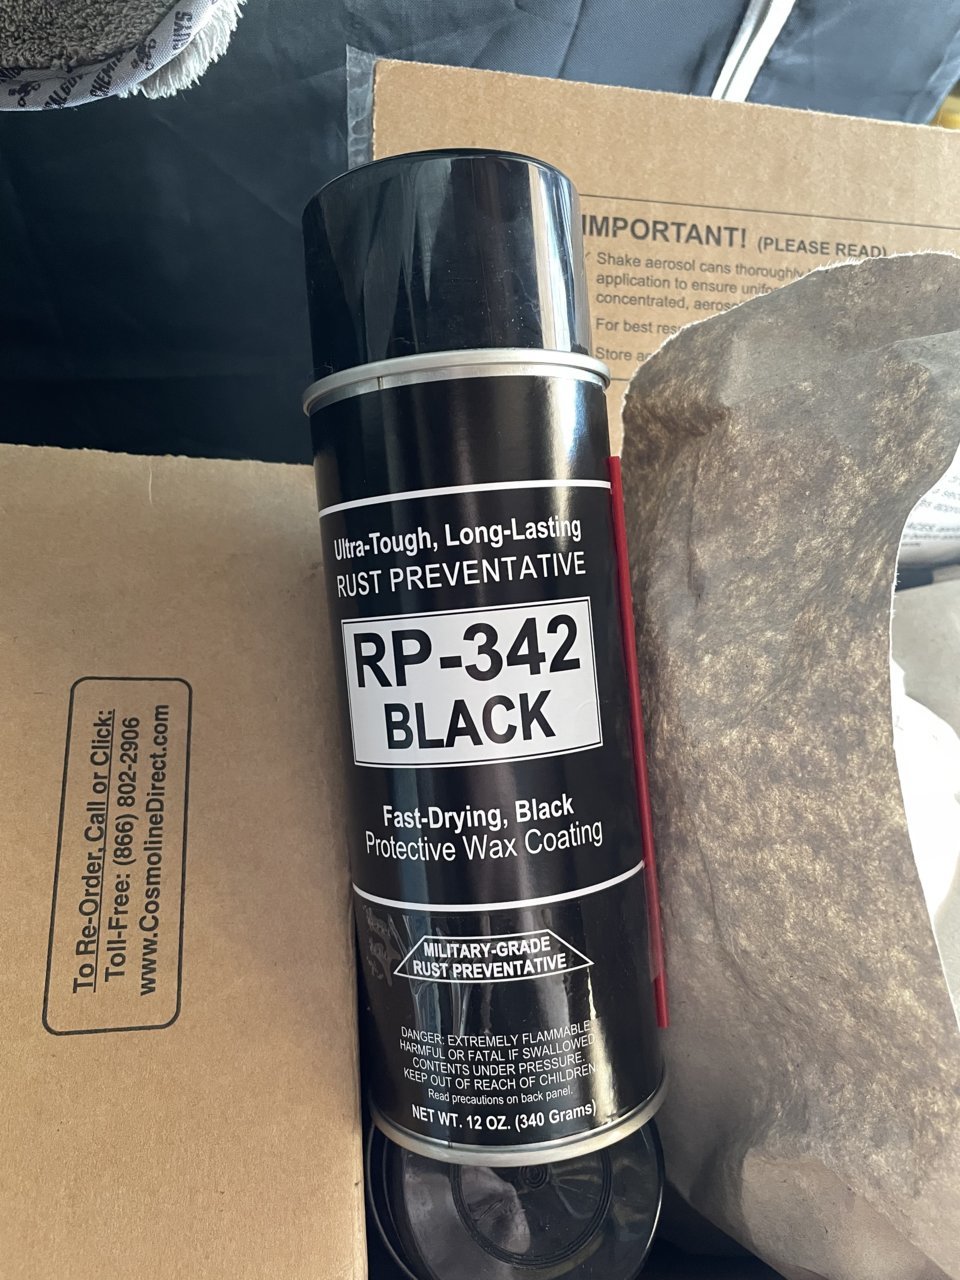 IMPORTANT! (PLEASE READ)
Shake aerosol cans thoroughly
application to ensure
concentrated,
For best
Store
Ultra-Tough, Long-Lasting
RUST PREVENTATIVE
RP-342
BLACK
Fast-Drying, Black
Protective Wax Coating
MILITARY-GRADE
RUST PREVENTATIVE
DANGER: EXTREMELY FLAMMABLE
HARMFUL OR FATAL IF SWALLOWED
CONTENTS UNDER PRESSURE.
KEEP OUT OF REACH OF CHILDREN
Read precautions on back panel.
NET WT. 12 OZ. (340 Grams)
To Re-Order, Call or Click:
Toll-Free: (866) 802-2906
www.CosmolineDirect.com
GUYS